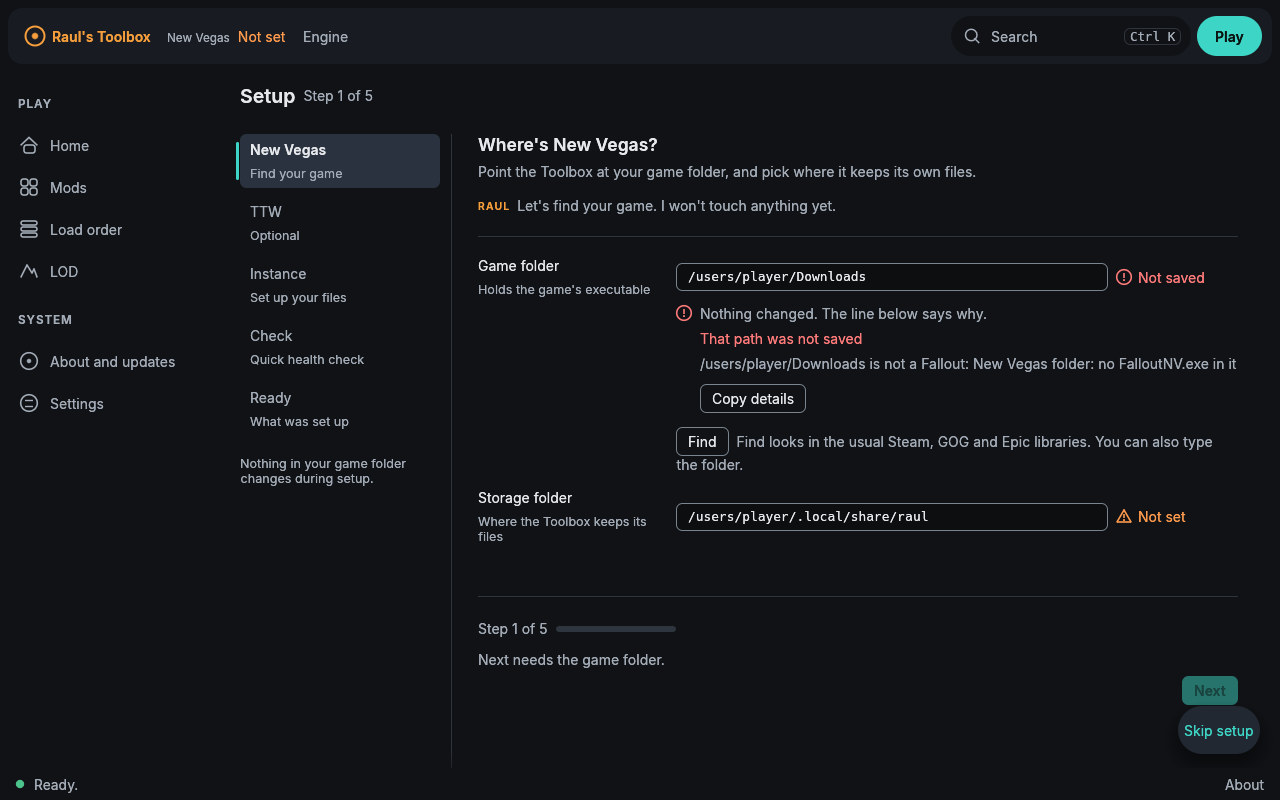 Raul's Toolbox New Vegas Not set Engine Search Ctrl K Play
PLAY
Home
Mods
Load order
LOD
SYSTEM
About and updates
Settings
Setup Step 1 of 5
New Vegas
Find your game
TTW
Optional
Instance
Set up your files
Check
Quick health check
Ready
What was set up
Nothing in your game folder
changes during setup.
Where's New Vegas?
Point the Toolbox at your game folder, and pick where it keeps its own files.
RAUL Let's find your game. I won't touch anything yet.
Game folder
Holds the game's executable
/users/player/Downloads Not saved
Nothing changed. The line below says why.
That path was not saved
/users/player/Downloads is not a Fallout: New Vegas folder: no FalloutNV.exe in it
Copy details
Find Find looks in the usual Steam, GOG and Epic libraries. You can also type
the folder.
Storage folder
Where the Toolbox keeps its
files
/users/player/.local/share/raul Not set
Step 1 of 5
Next needs the game folder.
Next
Skip setup
Ready. About